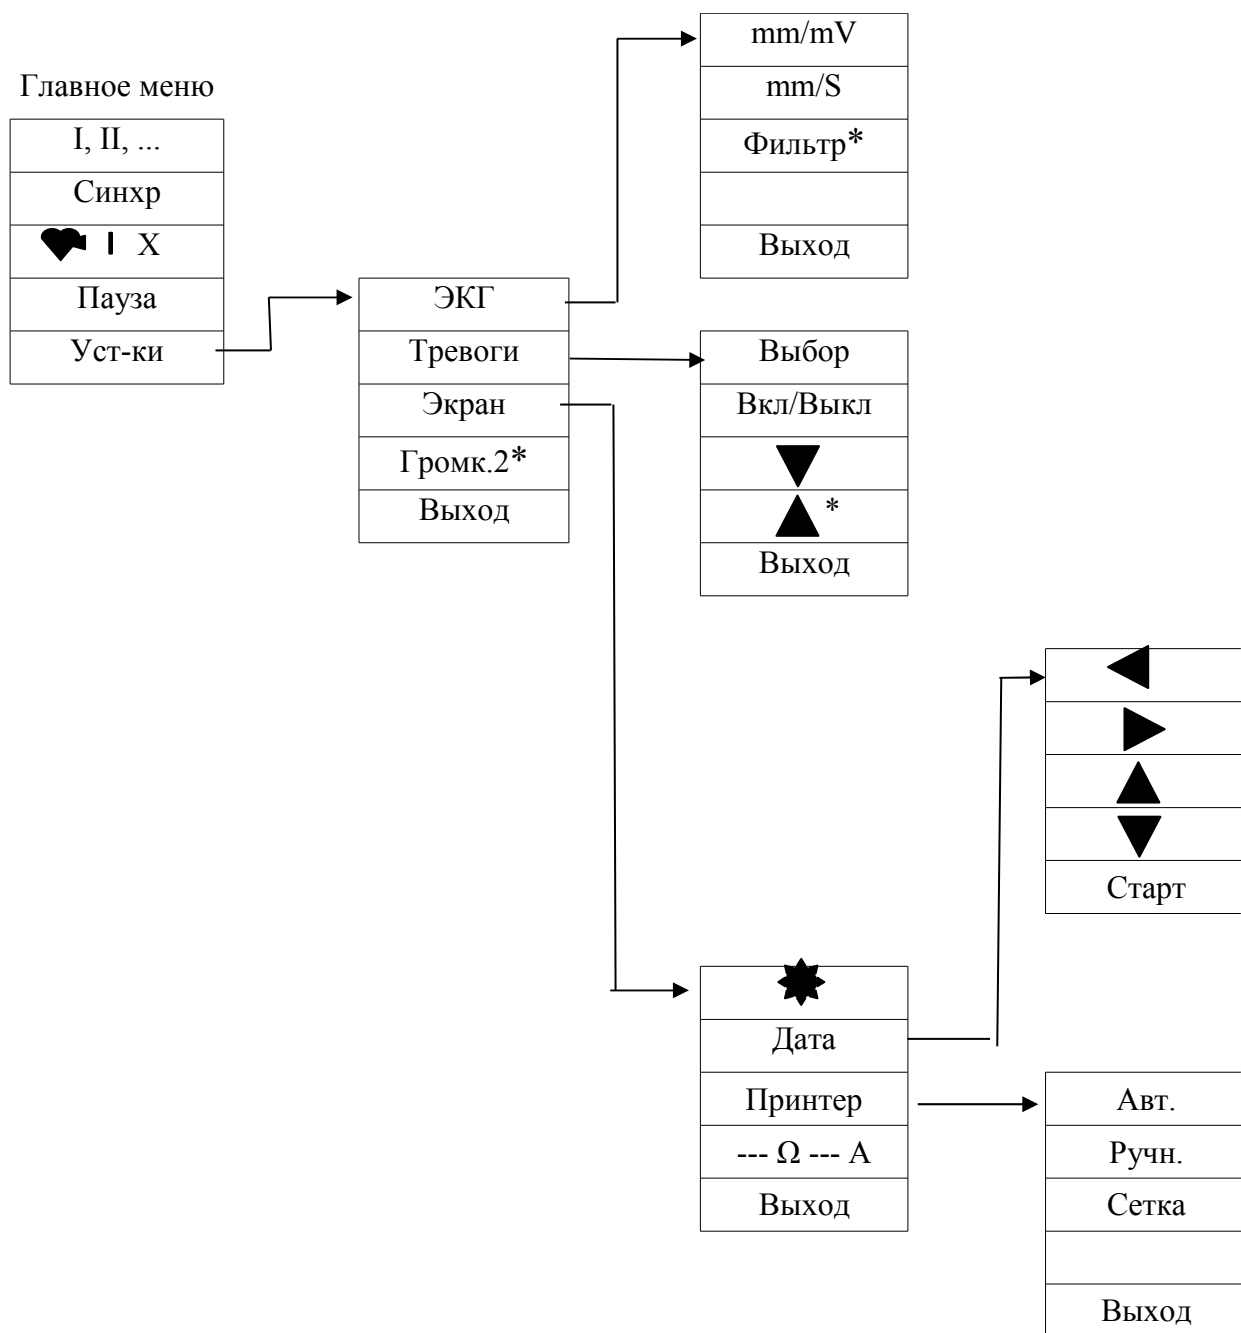 Главное меню
I, II, ...
Синхр
X
Пауза
Уст-ки
ЭКГ
Тревоги
Экран
Громк.2*
Выход
mm/mV
mm/S
Фильтр*
Выход
Выбор
Вкл/Выкл
*
Выход
Старт
Дата
Принтер
--- Ω --- А
Выход
Авт.
Ручн.
Сетка
Выход